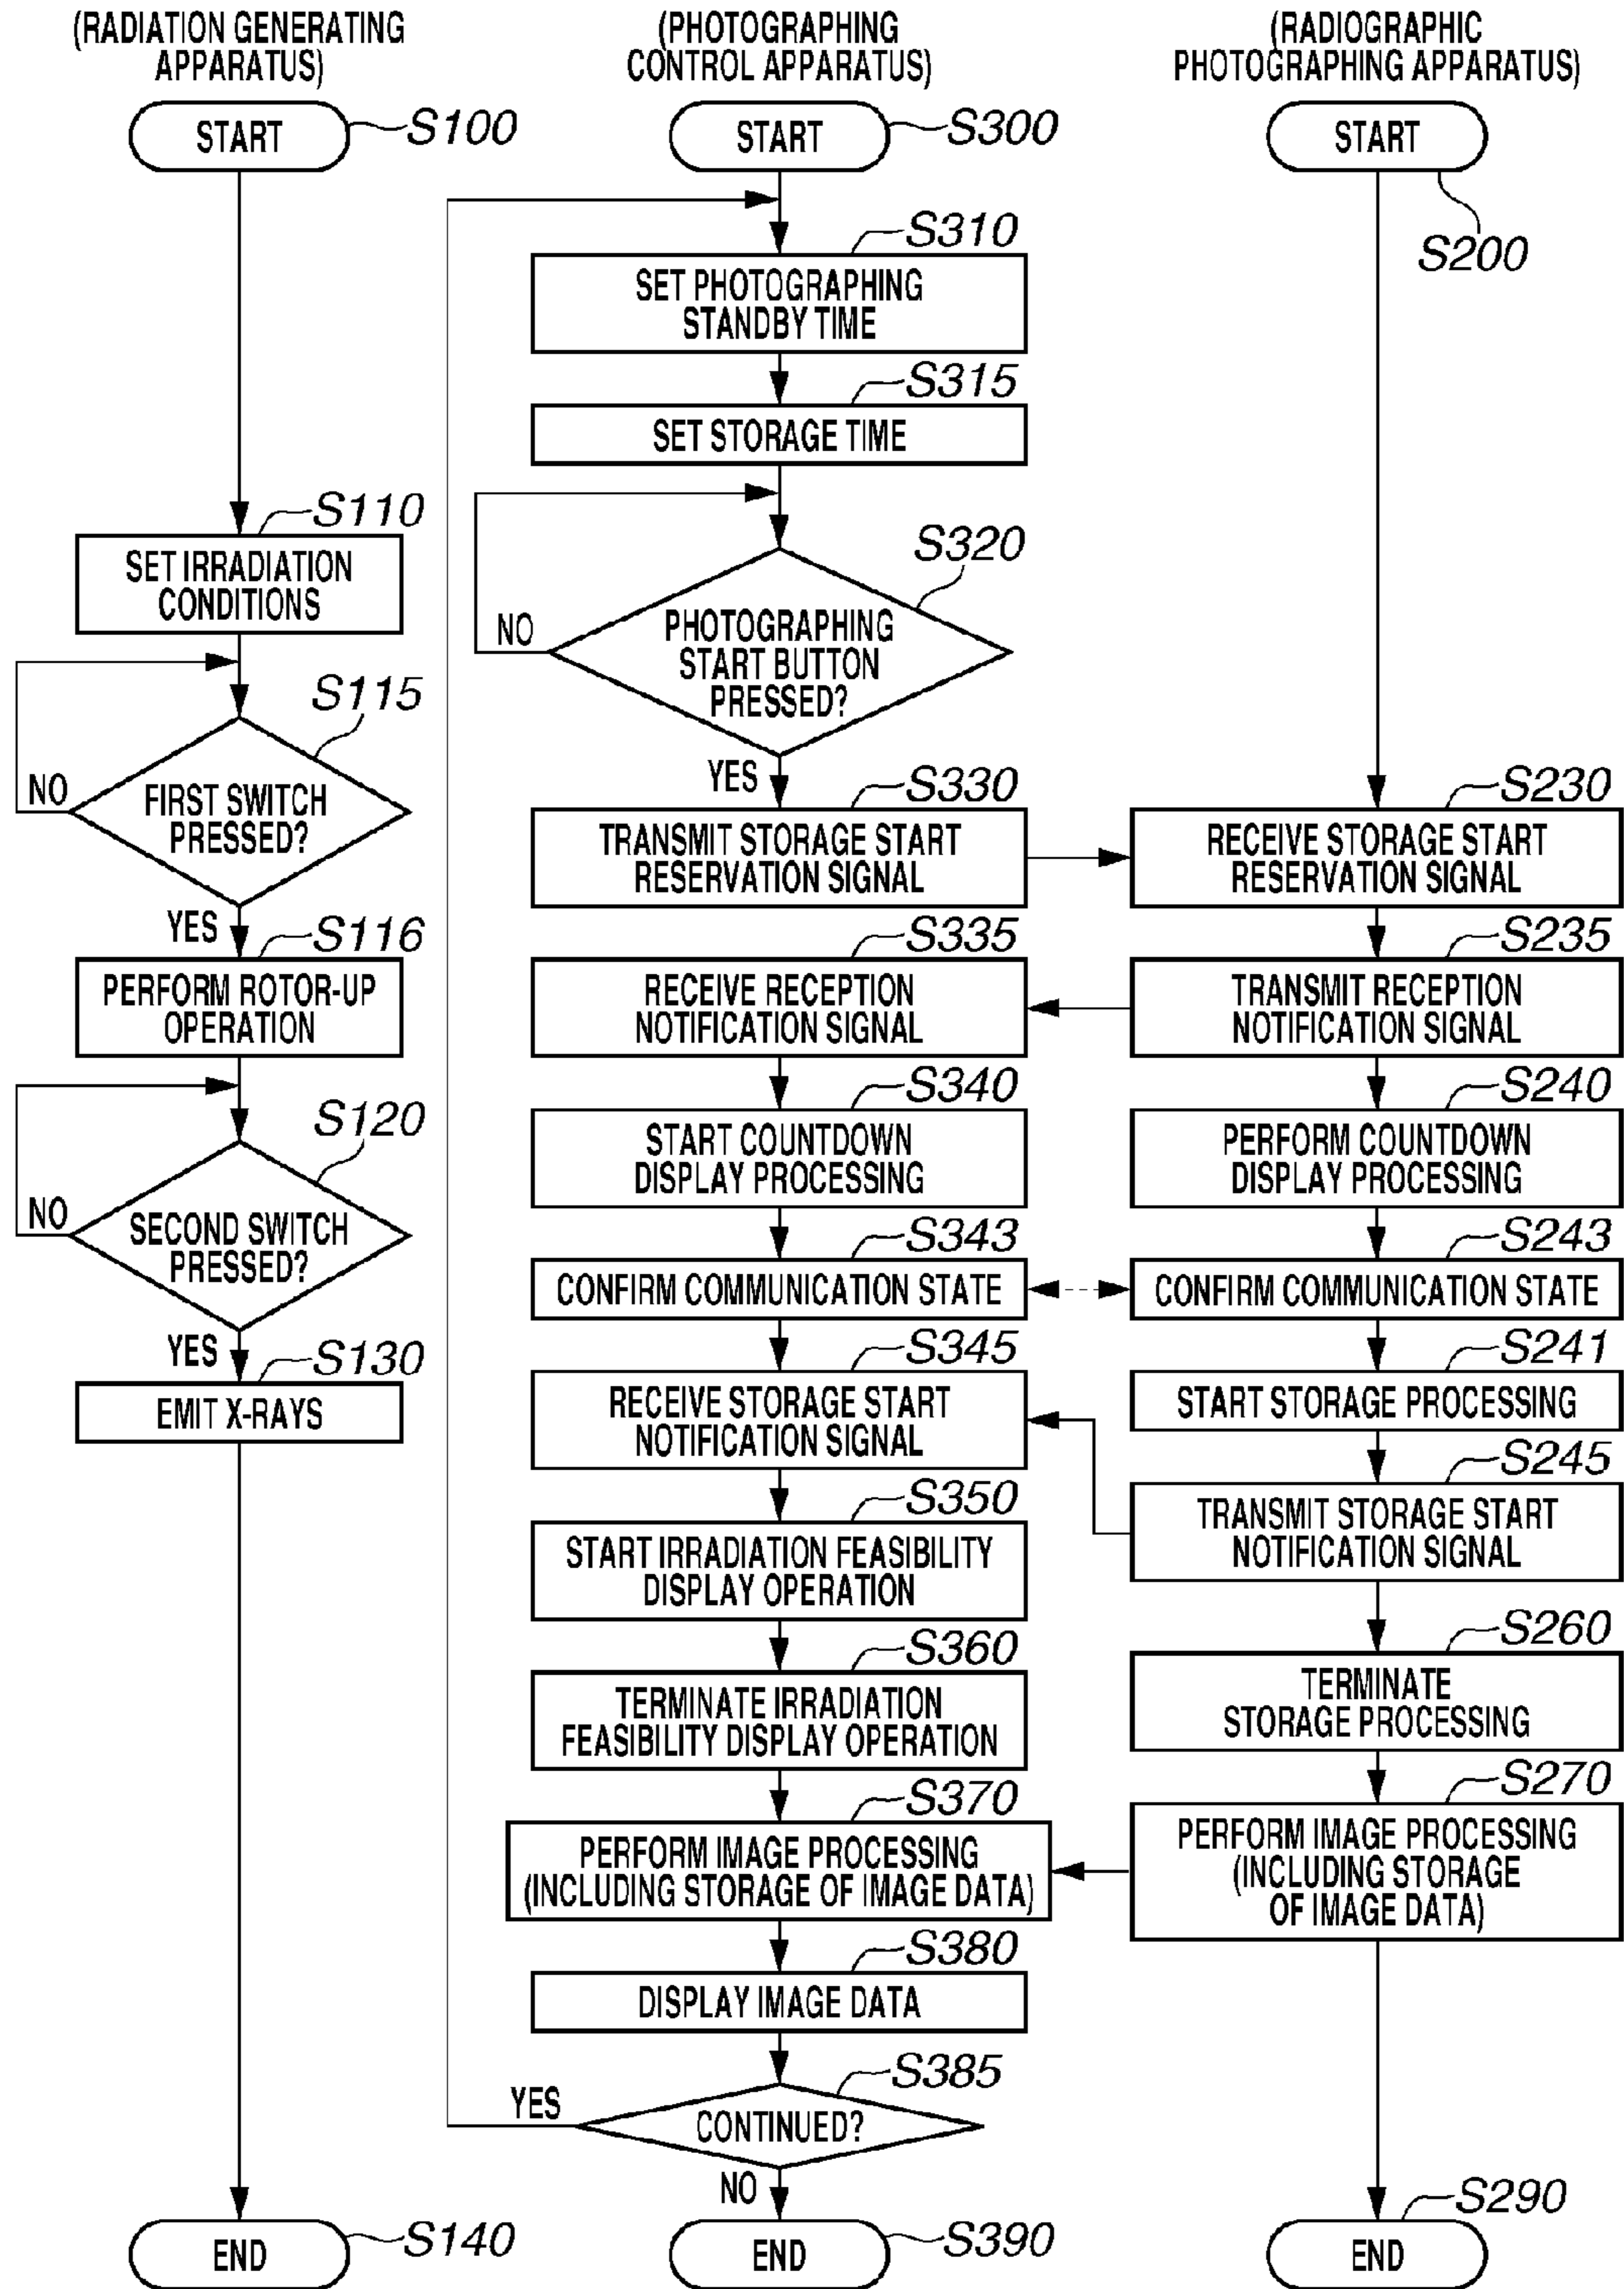 (RADIATION GENERATING
APPARATUS)
START
S100
S110
SET IRRADIATION
CONDITIONS
S115
FIRST SWITCH
PRESSED?
NO
YES
S116
PERFORM ROTOR-UP
OPERATION
S120
SECOND SWITCH
PRESSED?
NO
YES
S130
EMIT X-RAYS
END
S140
(PHOTOGRAPHING
CONTROL APPARATUS)
START
S300
S310
SET PHOTOGRAPHING
STANDBY TIME
S315
SET STORAGE TIME
S320
PHOTOGRAPHING
START BUTTON
PRESSED?
NO
YES
S330
TRANSMIT STORAGE START
RESERVATION SIGNAL
S335
RECEIVE RECEPTION
NOTIFICATION SIGNAL
S340
START COUNTDOWN
DISPLAY PROCESSING
S343
CONFIRM COMMUNICATION STATE
S345
RECEIVE STORAGE START
NOTIFICATION SIGNAL
S350
START IRRADIATION FEASIBILITY
DISPLAY OPERATION
S360
TERMINATE IRRADIATION
FEASIBILITY DISPLAY OPERATION
S370
PERFORM IMAGE PROCESSING
(INCLUDING STORAGE OF IMAGE DATA)
S380
DISPLAY IMAGE DATA
S385
CONTINUED?
YES
NO
END
S390
(RADIOGRAPHIC
PHOTOGRAPHING APPARATUS)
START
S200
S230
RECEIVE STORAGE START
RESERVATION SIGNAL
S235
TRANSMIT RECEPTION
NOTIFICATION SIGNAL
S240
PERFORM COUNTDOWN
DISPLAY PROCESSING
S243
CONFIRM COMMUNICATION STATE
S241
START STORAGE PROCESSING
S245
TRANSMIT STORAGE START
NOTIFICATION SIGNAL
S260
TERMINATE
STORAGE PROCESSING
S270
PERFORM IMAGE PROCESSING
(INCLUDING STORAGE
OF IMAGE DATA)
END
S290